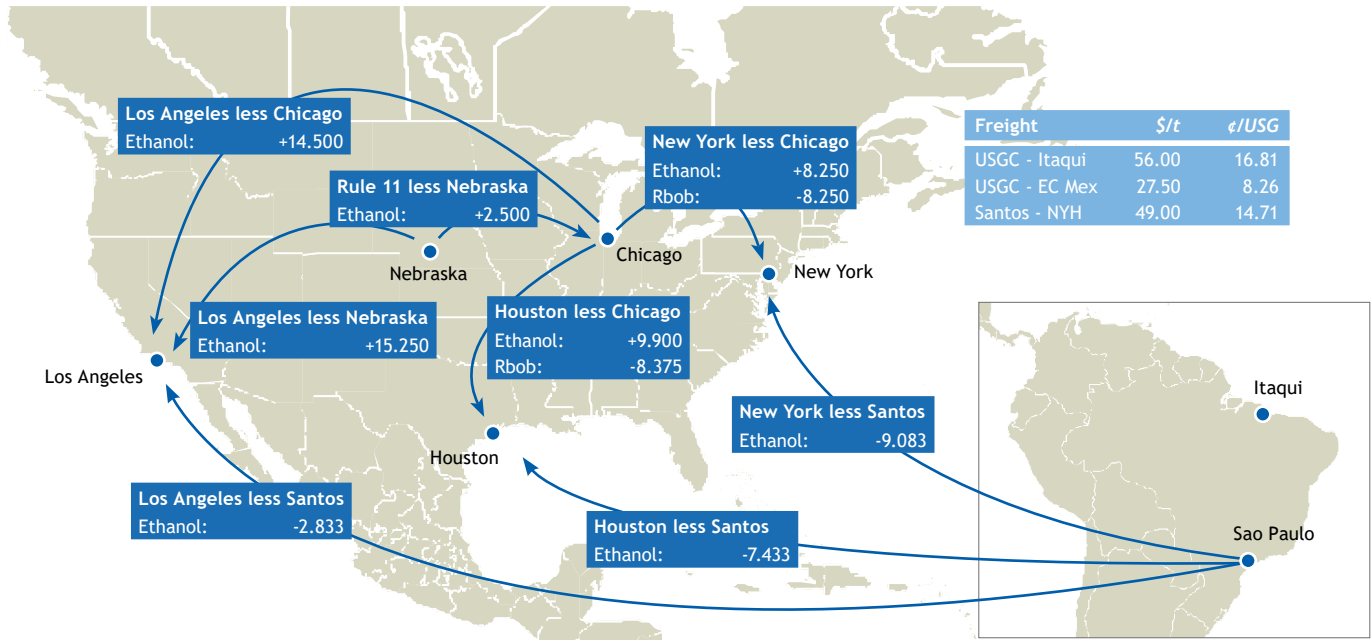 Los Angeles less Chicago
Ethanol: +14.500
New York less Chicago
Ethanol: +8.250
Rbob: -8.250
Freight $/t ¢/USG
USGC - Itaqui 56.00 16.81
USGC - EC Mex 27.50 8.26
Santos - NYH 49.00 14.71
Rule 11 less Nebraska
Ethanol: +2.500
Chicago
Nebraska
New York
Los Angeles less Nebraska
Ethanol: +15.250
Houston less Chicago
Ethanol: +9.900
Rbob: -8.375
Los Angeles
Itaqui
New York less Santos
Ethanol: -9.083
Houston
Los Angeles less Santos
Ethanol: -2.833
Houston less Santos
Ethanol: -7.433
Sao Paulo